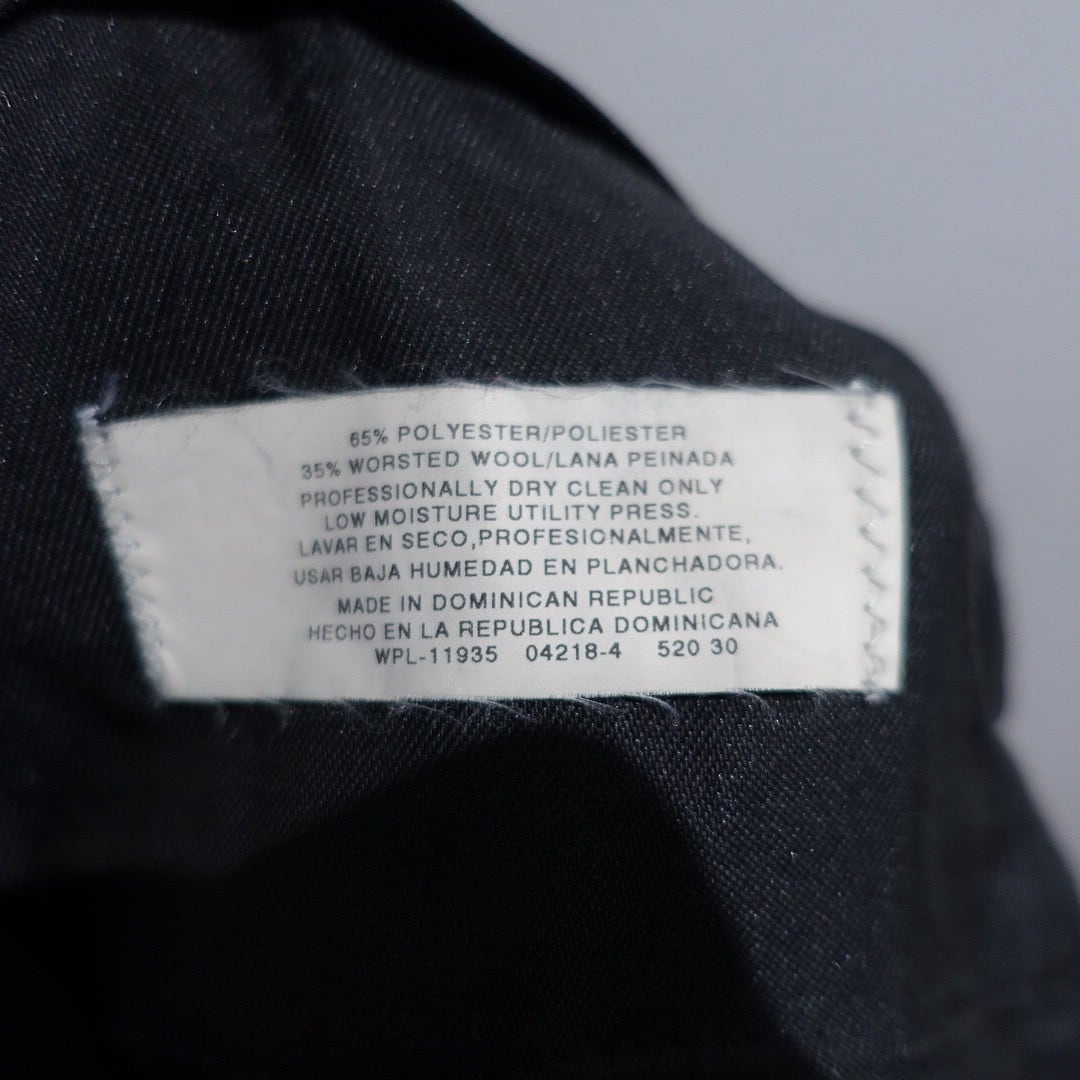 65% POLYESTER/POLIESTER
35% WORSTED WOOL/LANA PEINADA
PROFESSIONALLY DRY CLEAN ONLY
LOW MOISTURE UTILITY PRESS.
LAVAR EN SECO,PROFESIONALMENTE,
USAR BAJA HUMEDAD EN PLANCHADORA.
MADE IN DOMINICAN REPUBLIC
HECHO EN LA REPUBLICA DOMINICANA
WPL-11935 04218-4 520 30